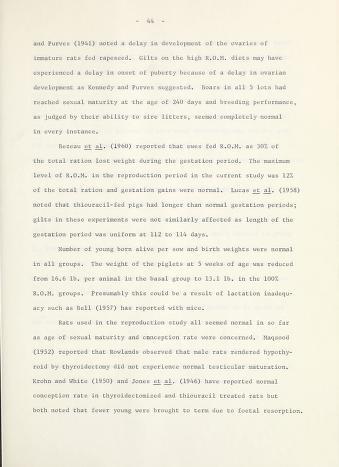 - 44 -
and Purves (1941) noted a delay in development of the ovaries of
immature rats fed rapeseed. Gilts on the high R.O.M. diets may have
experienced a delay in onset of puberty because of a delay in ovarian
development as Kennedy and Purves suggested. Boars in all 5 lots had
reached sexual maturity at the age of 240 days and breeding performance,
as judged by their ability to sire litters, seemed completely normal
in every instance.
Bezeau et al. (1960) reported that ewes fed R.O.M. as 30% of
the total ration lost weight during the gestation period. The maximum
level of R.O.M. in the reproduction period in the current study was 12%
of the total ration and gestation gains were normal. Lucas et al. (1958)
noted that thiouracil-fed pigs had longer than normal gestation periods;
gilts in these experiments were not similarly affected as length of the
gestation period was uniform at 112 to 114 days.
Number of young born alive per sow and birth weights were normal
in all groups. The weight of the piglets at 5 weeks of age was reduced
from 16.6 lb. per animal in the basal group to 13.1 lb. in the 100%
R.O.M. groups. Presumably this could be a result of lactation inadequ-
acy such as Bell (1957) has reported with mice.
Rats used in the reproduction study all seemed normal in so far
as age of sexual maturity and conception rate were concerned. Maqsood
(1952) reported that Rowlands observed that male rats rendered hypothy-
roid by thyroidectomy did not experience normal testicular maturation.
Krohn and White (1950) and Jones et al. (1946) have reported normal
conception rate in thyroidectomized and thiouracil treated rats but
both noted that fewer young were brought to term due to foetal resorption.